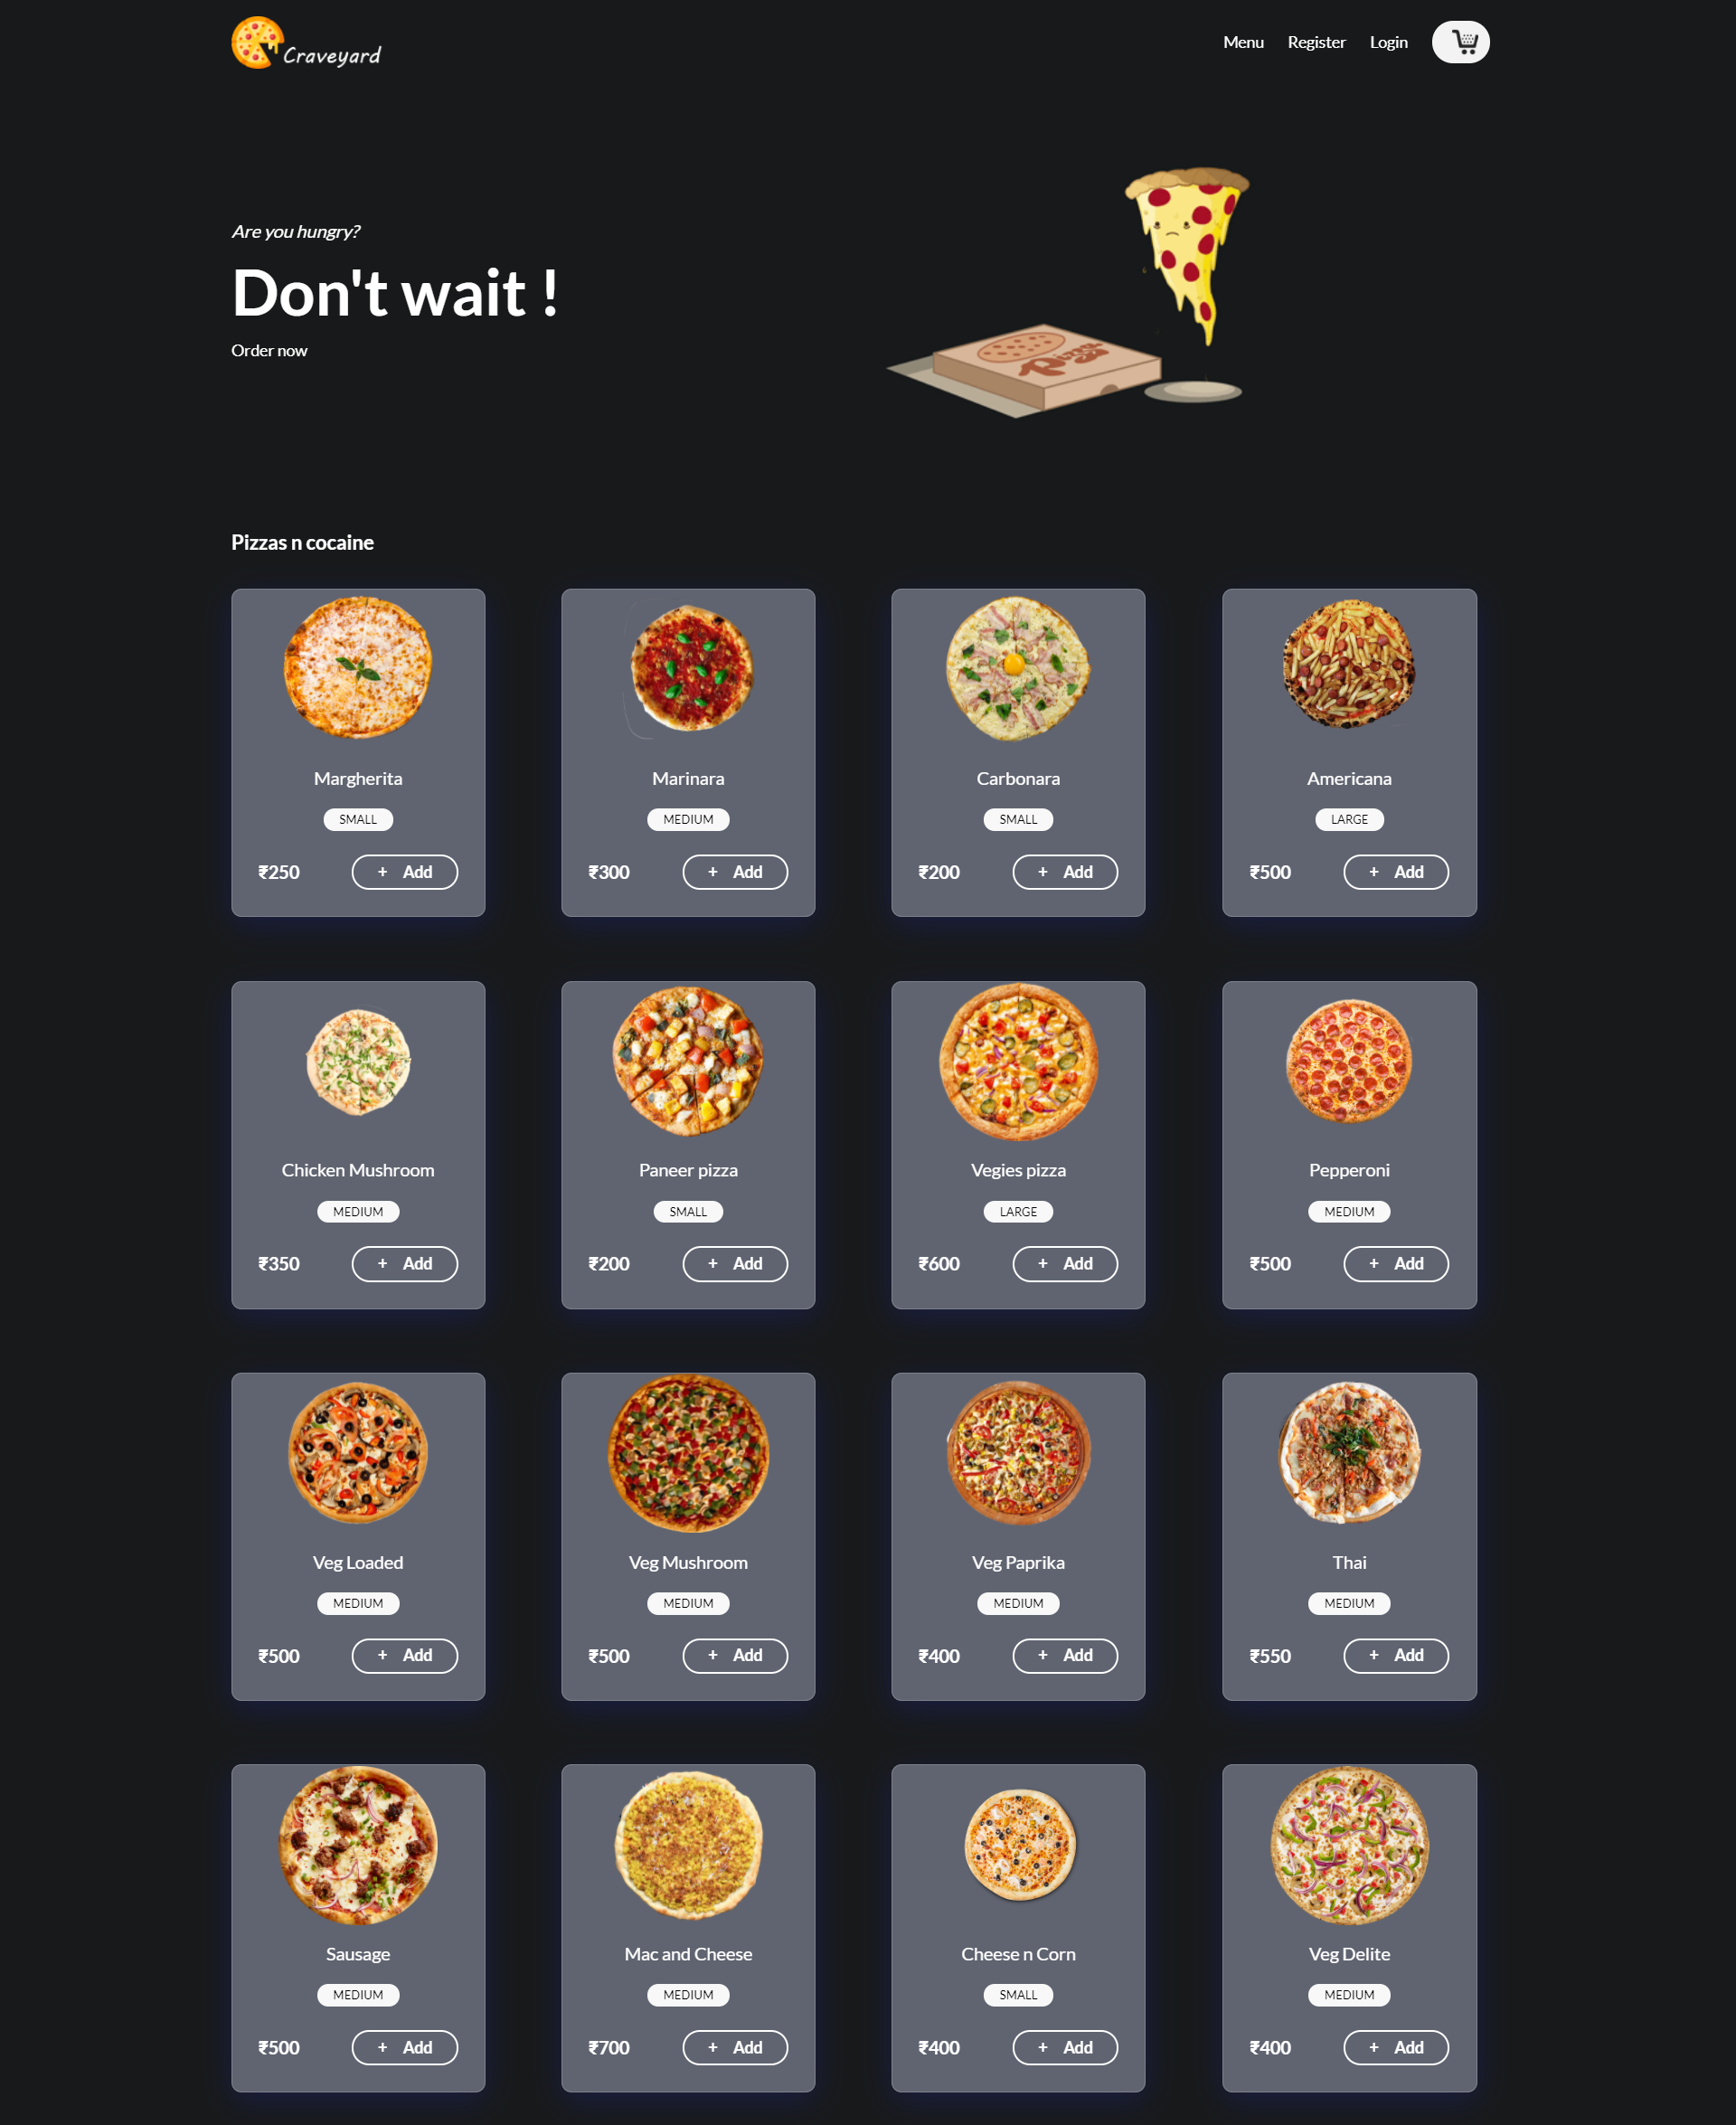 Craveyard
Menu Register Login
Are you hungry?
Don't wait !
Order now
Pizza
Pizzas n cocaine
Margherita
SMALL
₹250 + Add
Marinara
MEDIUM
₹300 + Add
Carbonara
SMALL
₹200 + Add
Americana
LARGE
₹500 + Add
Chicken Mushroom
MEDIUM
₹350 + Add
Paneer pizza
SMALL
₹200 + Add
Vegies pizza
LARGE
₹600 + Add
Pepperoni
MEDIUM
₹500 + Add
Veg Loaded
MEDIUM
₹500 + Add
Veg Mushroom
MEDIUM
₹500 + Add
Veg Paprika
MEDIUM
₹400 + Add
Thai
MEDIUM
₹550 + Add
Sausage
MEDIUM
₹500 + Add
Mac and Cheese
MEDIUM
₹700 + Add
Cheese n Corn
SMALL
₹400 + Add
Veg Delite
MEDIUM
₹400 + Add